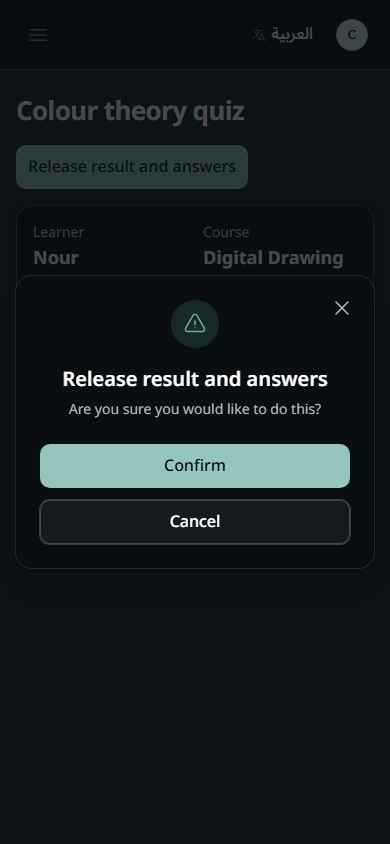 العربية
C
Colour theory quiz
Release result and answers
Learner
Course
Nour
Digital Drawing
Release result and answers
Are you sure you would like to do this?
Confirm
Cancel